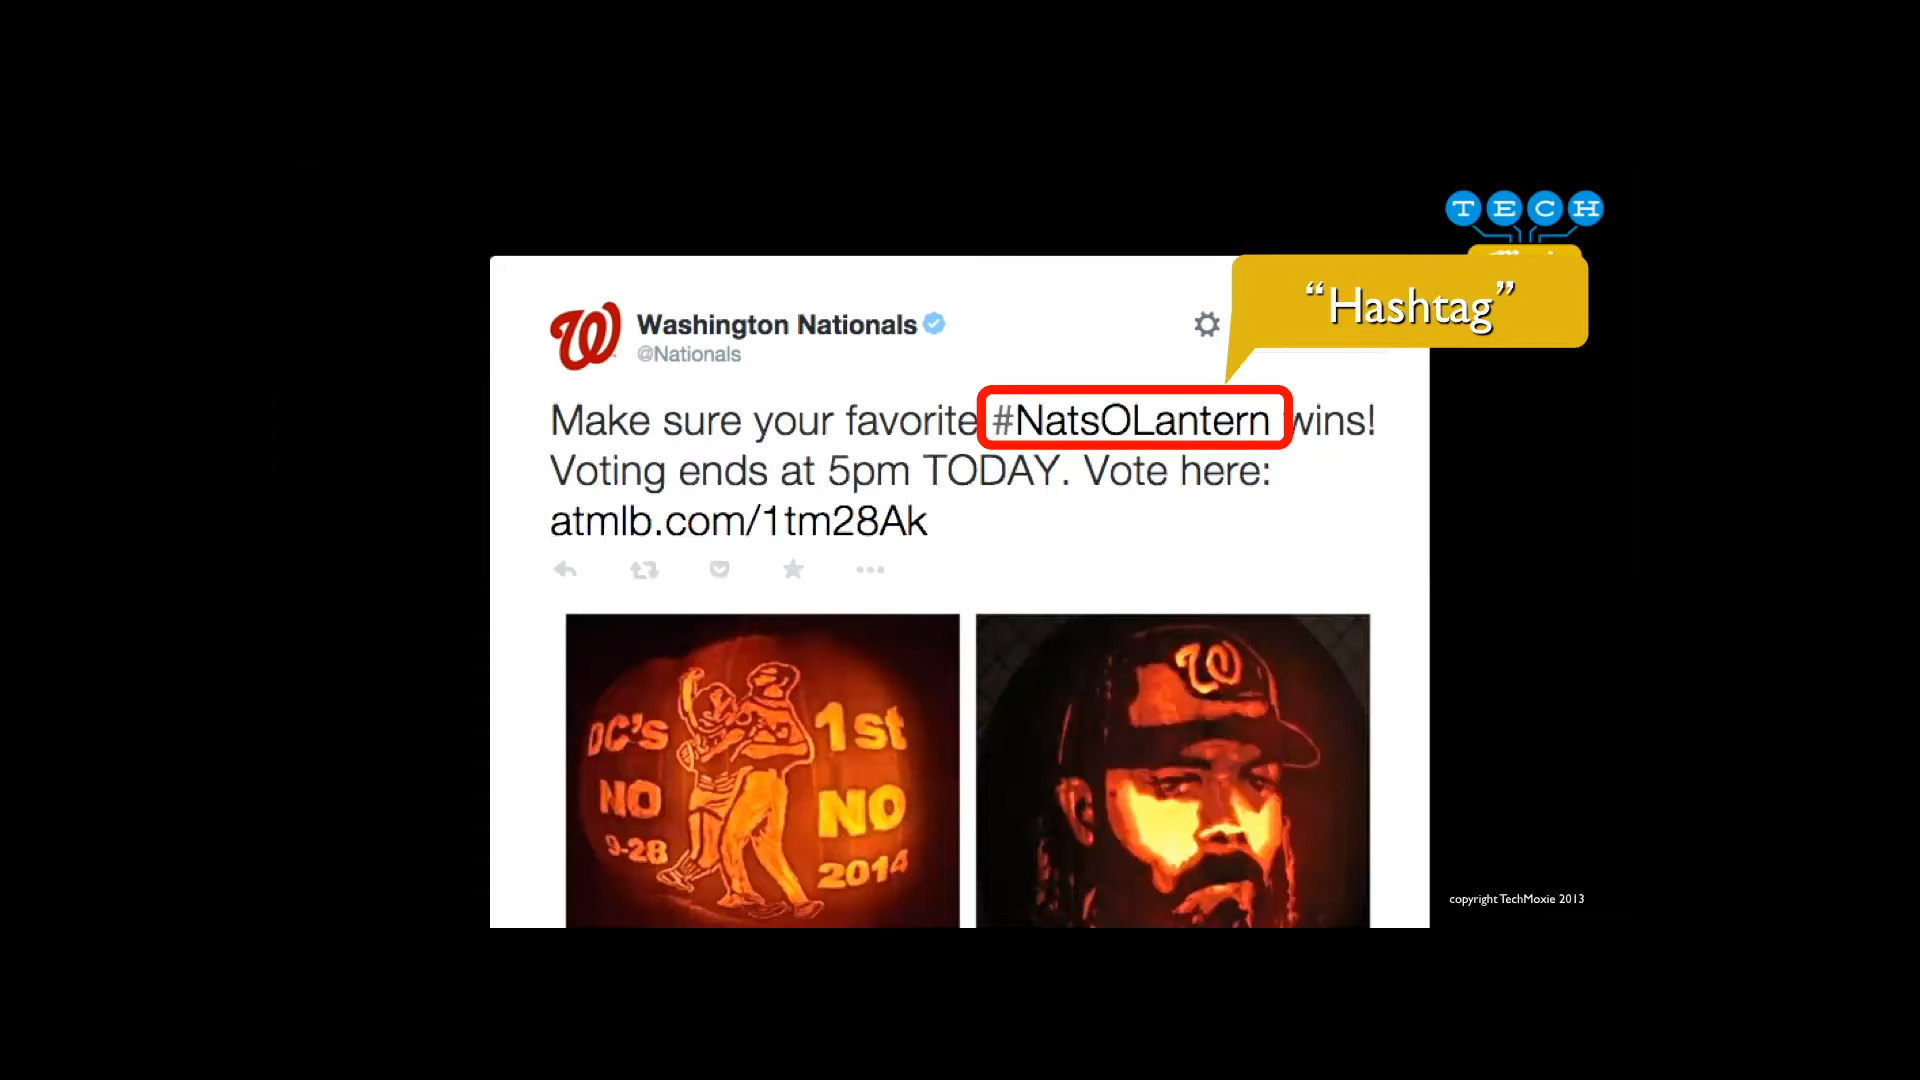 T E C H
“Hashtag”
W
Washington Nationals
@Nationals
Make sure your favorite #NatsOLantern wins!
Voting ends at 5pm TODAY. Vote here:
atmlb.com/1tm28Ak
DC's
NO
9-28
1st
NO
2014
W
copyright TechMoxie 2013